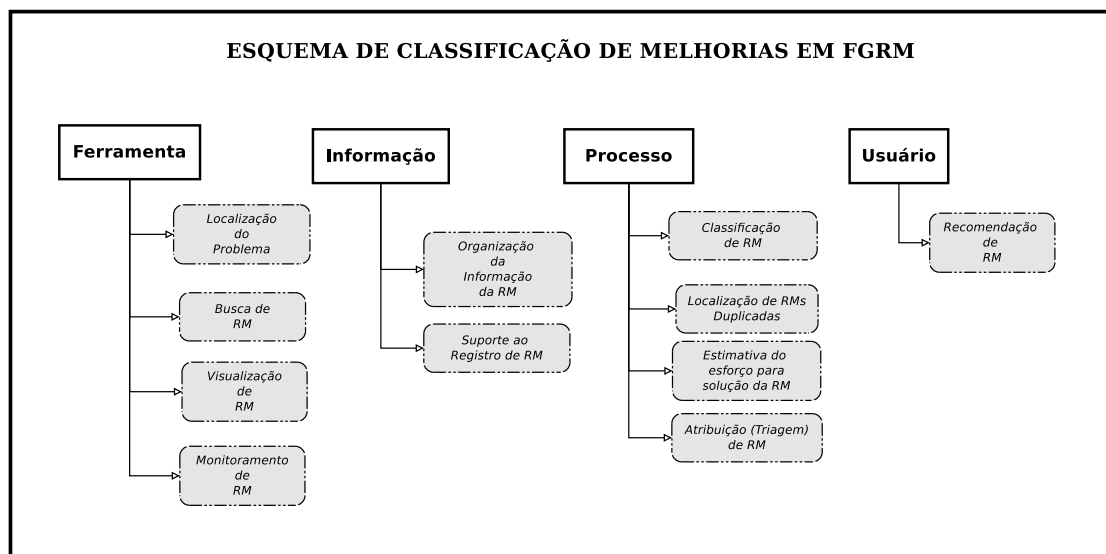 ESQUEMA DE CLASSIFICAÇÃO DE MELHORIAS EM FGRM
Ferramenta
Localização
do
Problema
Busca de
RM
Visualização
de
RM
Monitoramento
de
RM
Informação
Organização
da
Informação
da RM
Suporte ao
Registro de RM
Processo
Classificação
de RM
Localização de RMs
Duplicadas
Estimativa do
esforço para
solução da RM
Atribuição (Triagem)
de RM
Usuário
Recomendação
de
RM